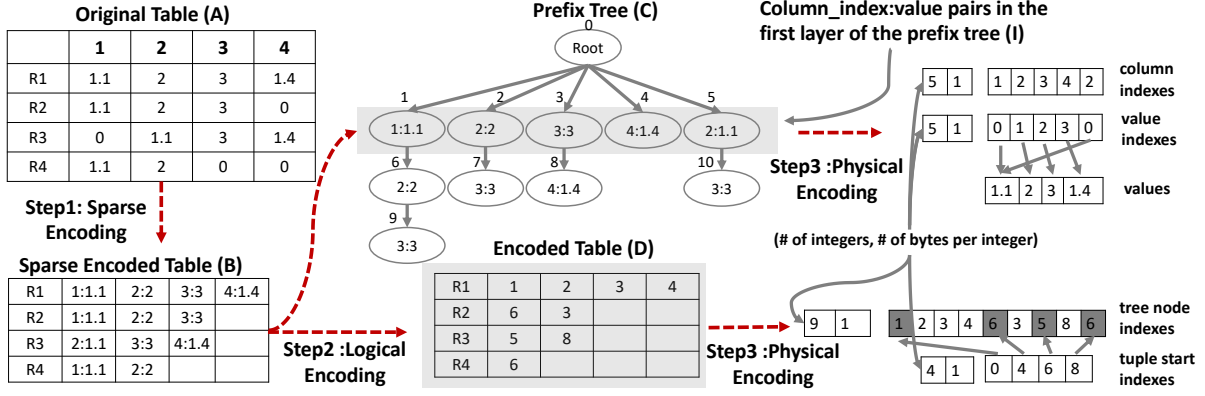 Original Table (A)
1 2 3 4
R1 1.1 2 3 1.4
R2 1.1 2 3 0
R3 0 1.1 3 1.4
R4 1.1 2 0 0
Step1: Sparse
Encoding
Sparse Encoded Table (B)
R1 1:1.1 2:2 3:3 4:1.4
R2 1:1.1 2:2 3:3
R3 2:1.1 3:3 4:1.4
R4 1:1.1 2:2
Prefix Tree (C)
0
Root
1 2 3 4 5
1:1.1 2:2 3:3 4:1.4 2:1.1
6 7 8 10
2:2 3:3 4:1.4 3:3
9
3:3
Step2 :Logical
Encoding
Encoded Table (D)
R1 1 2 3 4
R2 6 3
R3 5 8
R4 6
Column_index:value pairs in the
first layer of the prefix tree (I)
Step3 :Physical
Encoding
5 1 1 2 3 4 2
column
indexes
5 1 0 1 2 3 0
value
indexes
1.1 2 3 1.4
values
(# of integers, # of bytes per integer)
Step3 :Physical
Encoding
9 1 1 2 3 4 6 3 5 8 6
tree node
indexes
4 1 0 4 6 8
tuple start
indexes